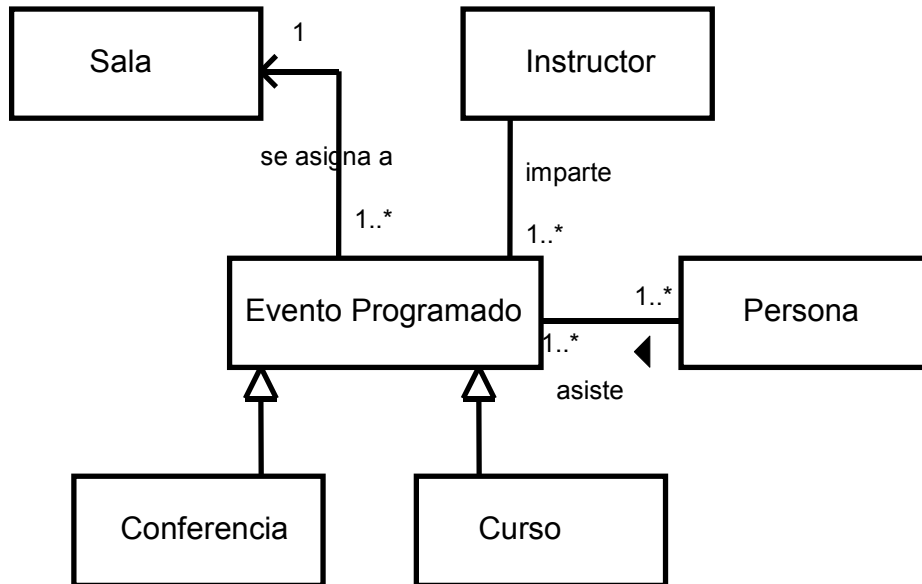 1
Sala
Instructor
se asigna a
imparte
1..*
1..*
Evento Programado
1..*
Persona
1..*
asiste
Conferencia
Curso